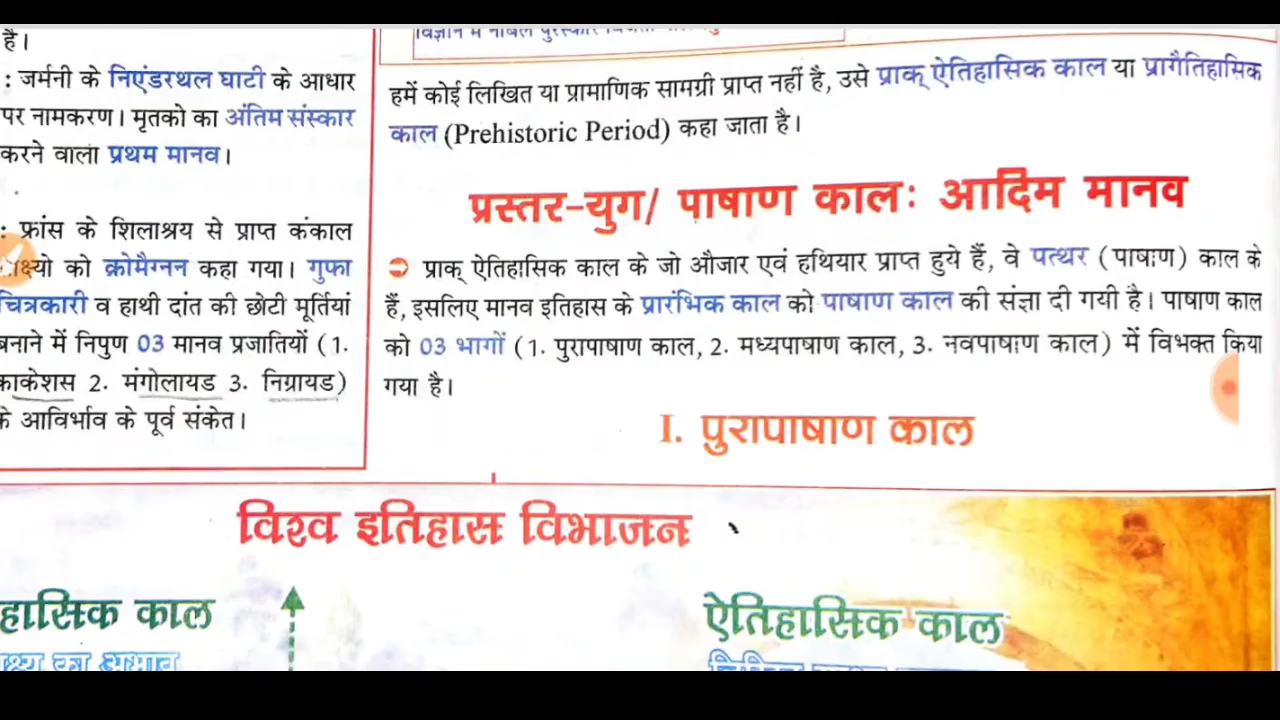 है।
: जर्मनी के निएंडरथल घाटी के आधार
पर नामकरण। मृतको का अंतिम संस्कार
करने वाला प्रथम मानव।
: फ्रांस के शिलाश्रय से प्राप्त कंकाल
को क्रोमैग्नन कहा गया। गुफा
चित्रकारी व हाथी दांत की छोटी मूर्तियां
बनाने में निपुण 03 मानव प्रजातियों (1.
काकेशस 2. मंगोलायड 3. निग्रायड)
के आविर्भाव के पूर्व संकेत।
हमें कोई लिखित या प्रामाणिक सामग्री प्राप्त नहीं है, उसे प्राक् ऐतिहासिक काल या प्रागैतिहासिक
काल (Prehistoric Period) कहा जाता है।
प्रस्तर-युग/ पाषाण कालः आदिम मानव
प्राक् ऐतिहासिक काल के जो औजार एवं हथियार प्राप्त हुये हैं, वे पत्थर (पाषाण) काल के
हैं, इसलिए मानव इतिहास के प्रारंभिक काल को पाषाण काल की संज्ञा दी गयी है। पाषाण काल
को 03 भागों (1. पुरापाषाण काल, 2. मध्यपाषाण काल, 3. नवपाषाण काल) में विभक्त किया
गया है।
I. पुरापाषाण काल
विश्व इतिहास विभाजन
हासिक काल
ऐतिहासिक काल